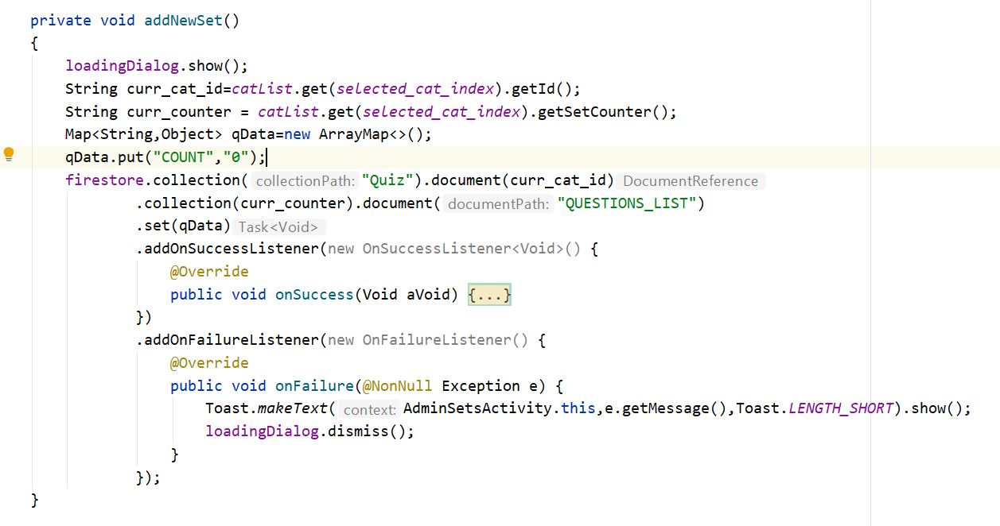 private void addNewSet()
{
loadingDialog.show();
String curr_cat_id=catList.get(selected_cat_index).getId();
String curr_counter = catList.get(selected_cat_index).getSetCounter();
Map<String,Object> qData=new ArrayMap<>();
qData.put("COUNT","0");
firestore.collection( collectionPath: "Quiz").document(curr_cat_id) DocumentReference
.collection(curr_counter).document( documentPath: "QUESTIONS_LIST")
.set(qData) Task<Void>
.addOnSuccessListener(new OnSuccessListener<Void>() {
@Override
public void onSuccess(Void aVoid) {...}
})
.addOnFailureListener(new OnFailureListener() {
@Override
public void onFailure(@NonNull Exception e) {
Toast.makeText( context: AdminSetsActivity.this,e.getMessage(),Toast.LENGTH_SHORT).show();
loadingDialog.dismiss();
}
});
}